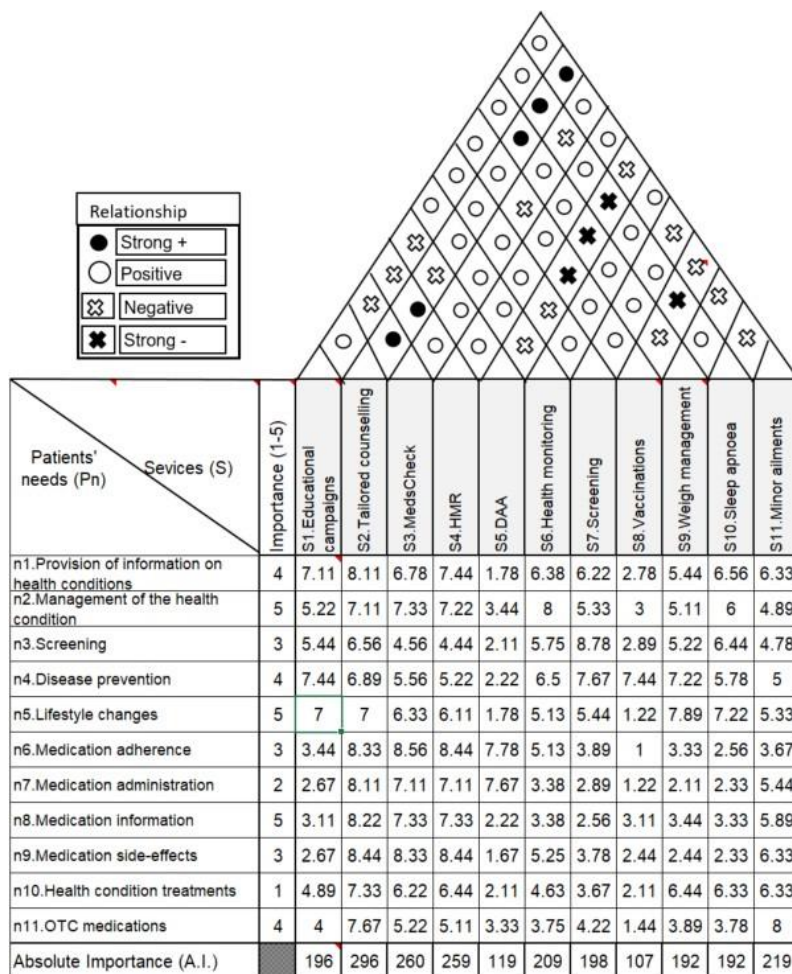 Relationship
Strong +
Positive
Negative
Strong -
Patients' needs (Pn)
Sevices (S)
Importance (1-5)
S1.Educational campaigns
S2.Tailored counselling
S3.MedsCheck
S4.HMR
S5.DAA
S6.Health monitoring
S7.Screening
S8.Vaccinations
S9.Weigh management
S10.Sleep apnoea
S11.Minor ailments
n1.Provision of information on health conditions 4 7.11 8.11 6.78 7.44 1.78 6.38 6.22 2.78 5.44 6.56 6.33
n2.Management of the health condition 5 5.22 7.11 7.33 7.22 3.44 8 5.33 3 5.11 6 4.89
n3.Screening 3 5.44 6.56 4.56 4.44 2.11 5.75 8.78 2.89 5.22 6.44 4.78
n4.Disease prevention 4 7.44 6.89 5.56 5.22 2.22 6.5 7.67 7.44 7.22 5.78 5
n5.Lifestyle changes 5 7 7 6.33 6.11 1.78 5.13 5.44 1.22 7.89 7.22 5.33
n6.Medication adherence 3 3.44 8.33 8.56 8.44 7.78 5.13 3.89 1 3.33 2.56 3.67
n7.Medication administration 2 2.67 8.11 7.11 7.11 7.67 3.38 2.89 1.22 2.11 2.33 5.44
n8.Medication information 5 3.11 8.22 7.33 7.33 2.22 3.38 2.56 3.11 3.44 3.33 5.89
n9.Medication side-effects 3 2.67 8.44 8.33 8.44 1.67 5.25 3.78 2.44 2.44 2.33 6.33
n10.Health condition treatments 1 4.89 7.33 6.22 6.44 2.11 4.63 3.67 2.11 6.44 6.33 6.33
n11.OTC medications 4 4 7.67 5.22 5.11 3.33 3.75 4.22 1.44 3.89 3.78 8
Absolute Importance (A.I.) 196 296 260 259 119 209 198 107 192 192 219